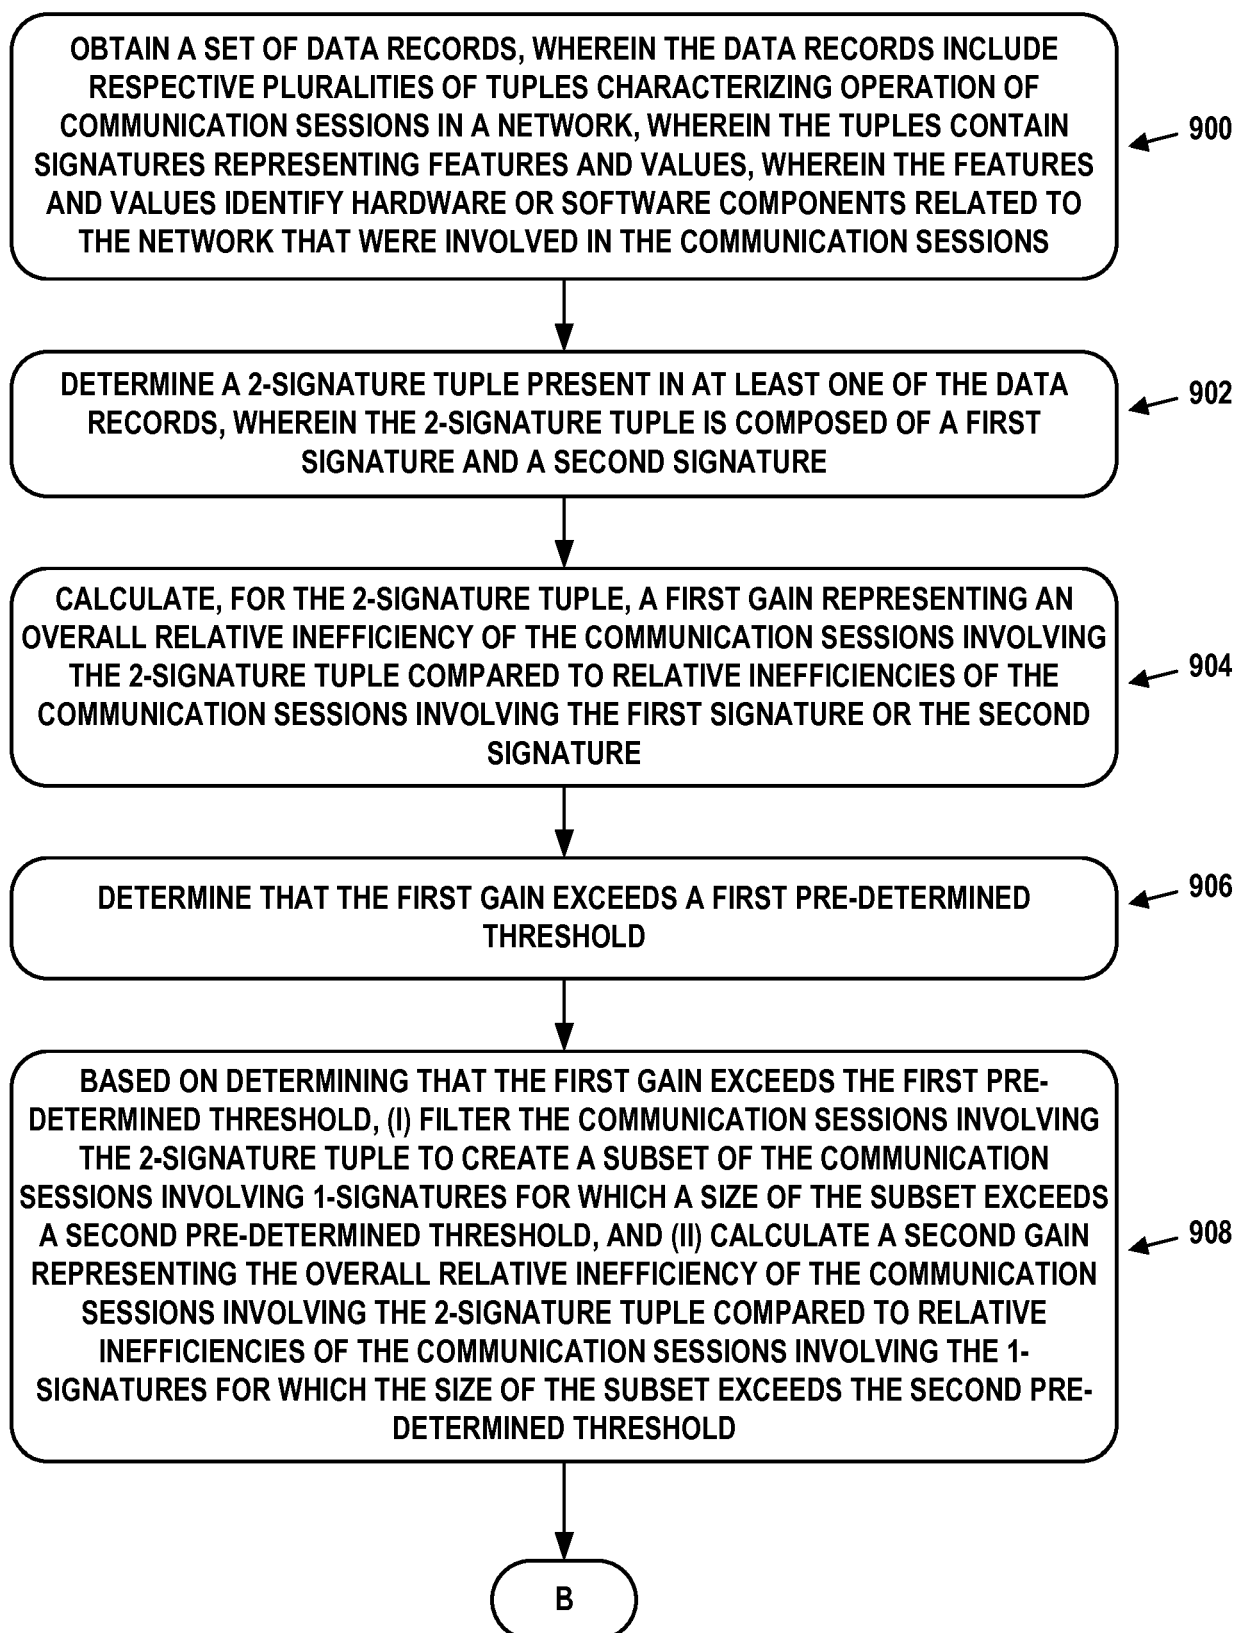 OBTAIN A SET OF DATA RECORDS, WHEREIN THE DATA RECORDS INCLUDE
RESPECTIVE PLURALITIES OF TUPLES CHARACTERIZING OPERATION OF
COMMUNICATION SESSIONS IN A NETWORK, WHEREIN THE TUPLES CONTAIN
SIGNATURES REPRESENTING FEATURES AND VALUES, WHEREIN THE FEATURES
AND VALUES IDENTIFY HARDWARE OR SOFTWARE COMPONENTS RELATED TO
THE NETWORK THAT WERE INVOLVED IN THE COMMUNICATION SESSIONS
900
DETERMINE A 2-SIGNATURE TUPLE PRESENT IN AT LEAST ONE OF THE DATA
RECORDS, WHEREIN THE 2-SIGNATURE TUPLE IS COMPOSED OF A FIRST
SIGNATURE AND A SECOND SIGNATURE
902
CALCULATE, FOR THE 2-SIGNATURE TUPLE, A FIRST GAIN REPRESENTING AN
OVERALL RELATIVE INEFFICIENCY OF THE COMMUNICATION SESSIONS INVOLVING
THE 2-SIGNATURE TUPLE COMPARED TO RELATIVE INEFFICIENCIES OF THE
COMMUNICATION SESSIONS INVOLVING THE FIRST SIGNATURE OR THE SECOND
SIGNATURE
904
DETERMINE THAT THE FIRST GAIN EXCEEDS A FIRST PRE-DETERMINED
THRESHOLD
906
BASED ON DETERMINING THAT THE FIRST GAIN EXCEEDS THE FIRST PRE-
DETERMINED THRESHOLD, (I) FILTER THE COMMUNICATION SESSIONS INVOLVING
THE 2-SIGNATURE TUPLE TO CREATE A SUBSET OF THE COMMUNICATION
SESSIONS INVOLVING 1-SIGNATURES FOR WHICH A SIZE OF THE SUBSET EXCEEDS
A SECOND PRE-DETERMINED THRESHOLD, AND (II) CALCULATE A SECOND GAIN
REPRESENTING THE OVERALL RELATIVE INEFFICIENCY OF THE COMMUNICATION
SESSIONS INVOLVING THE 2-SIGNATURE TUPLE COMPARED TO RELATIVE
INEFFICIENCIES OF THE COMMUNICATION SESSIONS INVOLVING THE 1-
SIGNATURES FOR WHICH THE SIZE OF THE SUBSET EXCEEDS THE SECOND PRE-
DETERMINED THRESHOLD
908
B